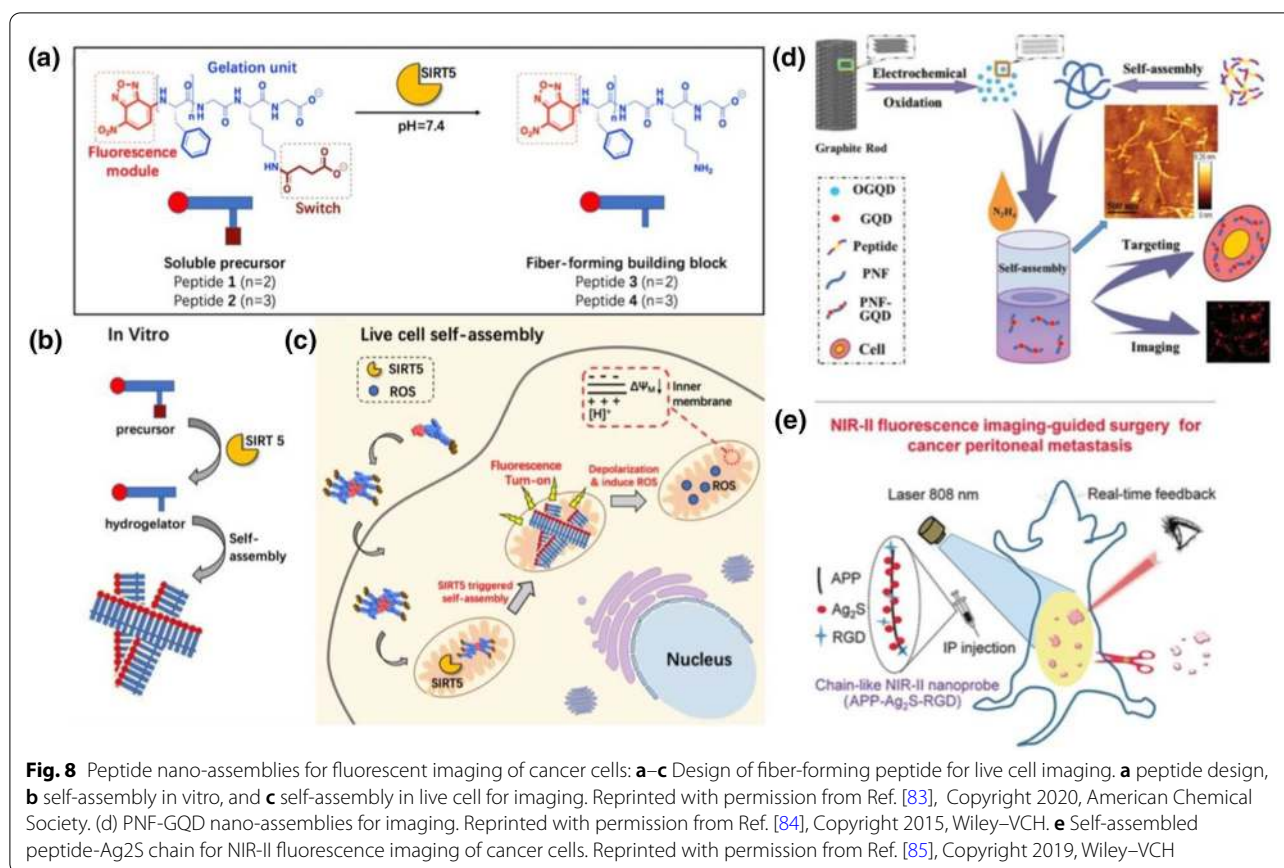 (a)
Gelation unit
SIRT5
pH=7.4
Fluorescence
module
Switch
Soluble precursor
Peptide 1 (n=2)
Peptide 2 (n=3)
Fiber-forming building block
Peptide 3 (n=2)
Peptide 4 (n=3)
(b)
In Vitro
precursor
SIRT 5
hydrogelator
Self-
assembly
(c)
Live cell self-assembly
SIRT5
ROS
ΔΨM↓
Inner
membrane
- - -
+ + +
[H]+
Fluorescence
Turn-on
Depolarization
& induce ROS
ROS
SIRT5 triggered
self-assembly
SIRT5
Nucleus
(d)
Electrochemical
Oxidation
Self-assembly
Graphite Rod
OGQD
GQD
Peptide
PNF
PNF-
GQD
Cell
N2H4
Self-assembly
Targeting
Imaging
(e)
NIR-II fluorescence imaging-guided surgery for
cancer peritoneal metastasis
Laser 808 nm
Real-time feedback
APP
Ag2S
RGD
IP injection
Chain-like NIR-II nanoprobe
(APP-Ag2S-RGD)
Fig. 8 Peptide nano-assemblies for fluorescent imaging of cancer cells: a–c Design of fiber-forming peptide for live cell imaging. a peptide design,
b self-assembly in vitro, and c self-assembly in live cell for imaging. Reprinted with permission from Ref. [83], Copyright 2020, American Chemical
Society. (d) PNF-GQD nano-assemblies for imaging. Reprinted with permission from Ref. [84], Copyright 2015, Wiley–VCH. e Self-assembled
peptide-Ag2S chain for NIR-II fluorescence imaging of cancer cells. Reprinted with permission from Ref. [85], Copyright 2019, Wiley–VCH